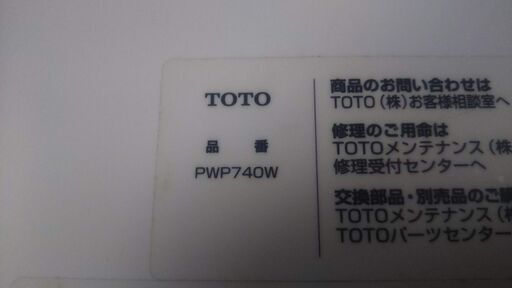 TOTO
品番
PWP740W
商品のお問い合わせは
TOTO(株)お客様相談室へ
修理のご用命は
TOTOメンテナンス(株
修理受付センターへ
交換部品・別売品のご購
TOTOメンテナンス(株
TOTOパーツセンター